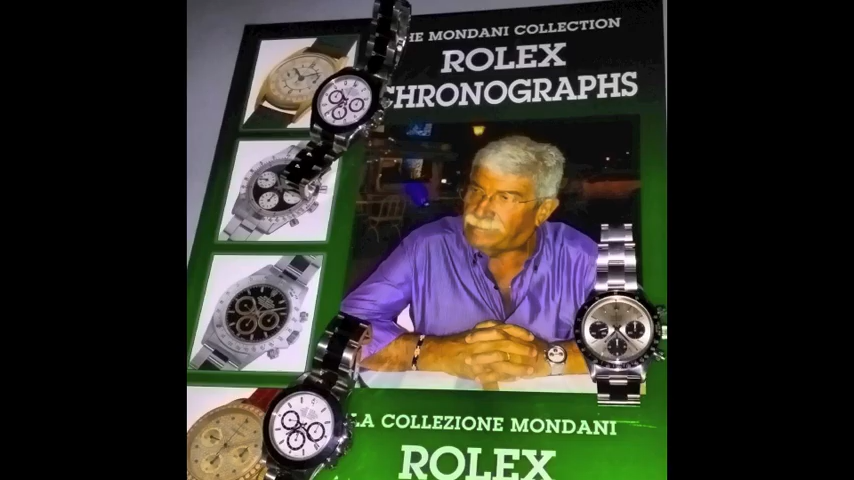 HE MONDANI COLLECTION
ROLEX
CHRONOGRAPHS
LA COLLEZIONE MONDANI
ROLEX